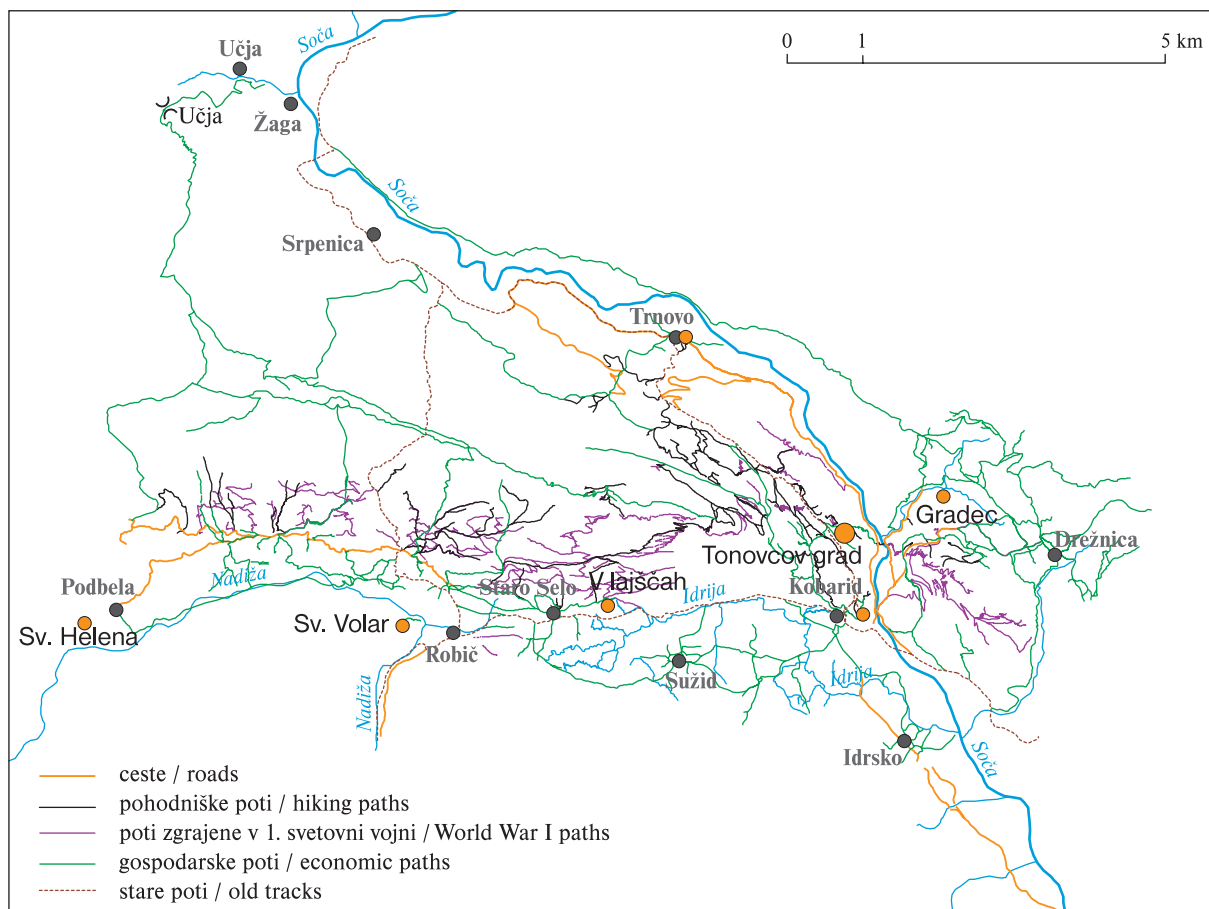 Soča
0 1 5 km
Učja
Učja
Žaga
Soča
Srpenica
Trnovo
Gradec
Tonovcov grad
Drežnica
Nadiža
Podbela
Staro Selo
V lajščah
Idrija
Kobarid
Sv. Helena
Sv. Volar
Robič
Sužid
Idrija
Nadiža
Idrsko
Soča
ceste / roads
pohodniške poti / hiking paths
poti zgrajene v 1. svetovni vojni / World War I paths
gospodarske poti / economic paths
stare poti / old tracks